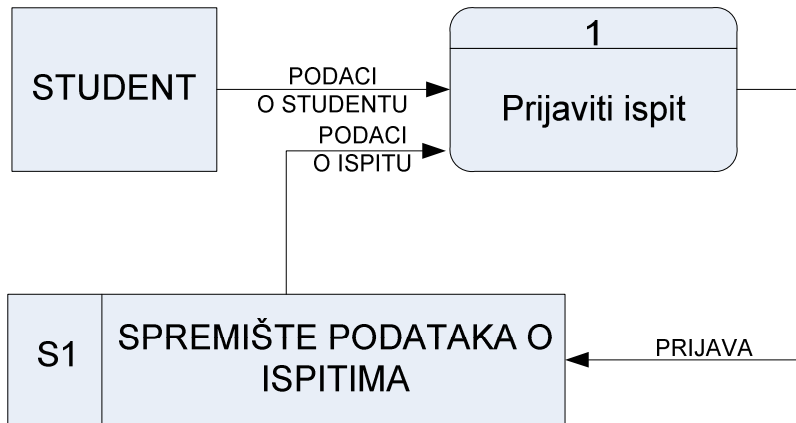 STUDENT
PODACI
O STUDENTU
1
Prijaviti ispit
PODACI
O ISPITU
S1
SPREMIŠTE PODATAKA O
ISPITIMA
PRIJAVA